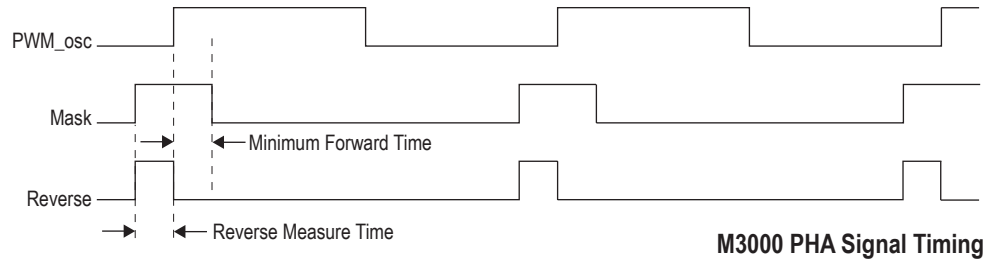 PWM_osc
Mask
Minimum Forward Time
Reverse
Reverse Measure Time
M3000 PHA Signal Timing